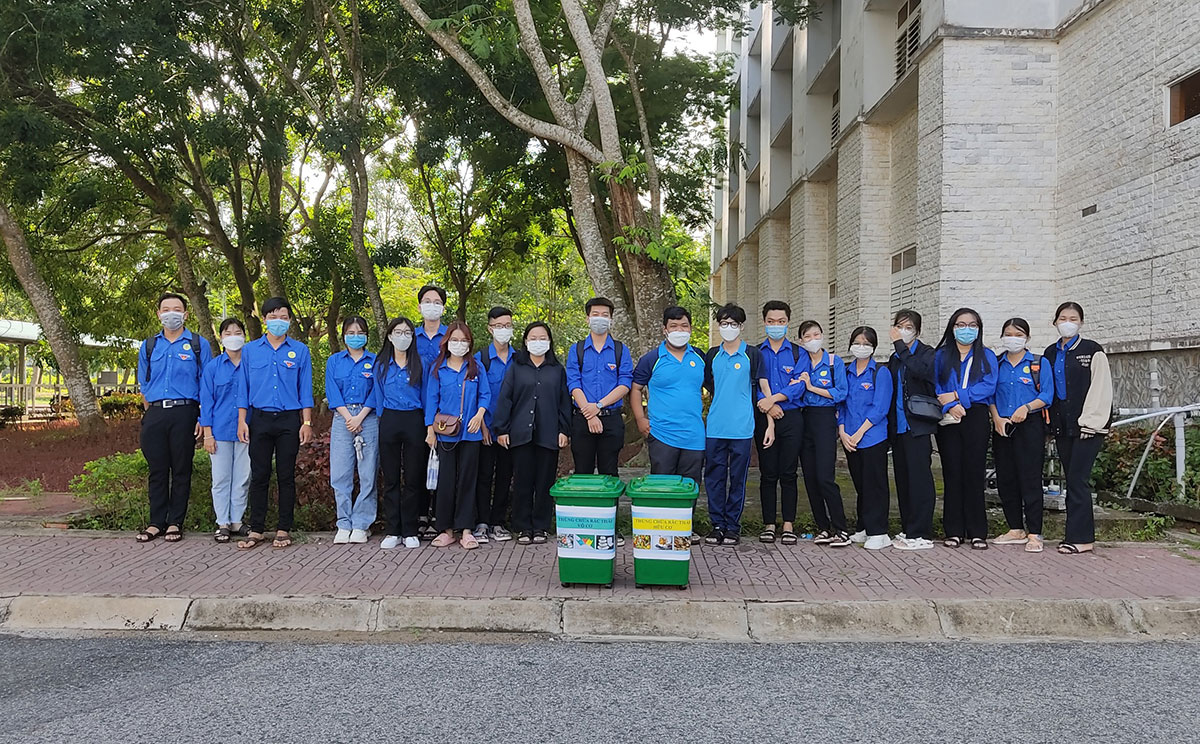 THÙNG CHỨA RÁC THẢI
VÔ CƠ
THÙNG CHỨA RÁC THẢI
HỮU CƠ